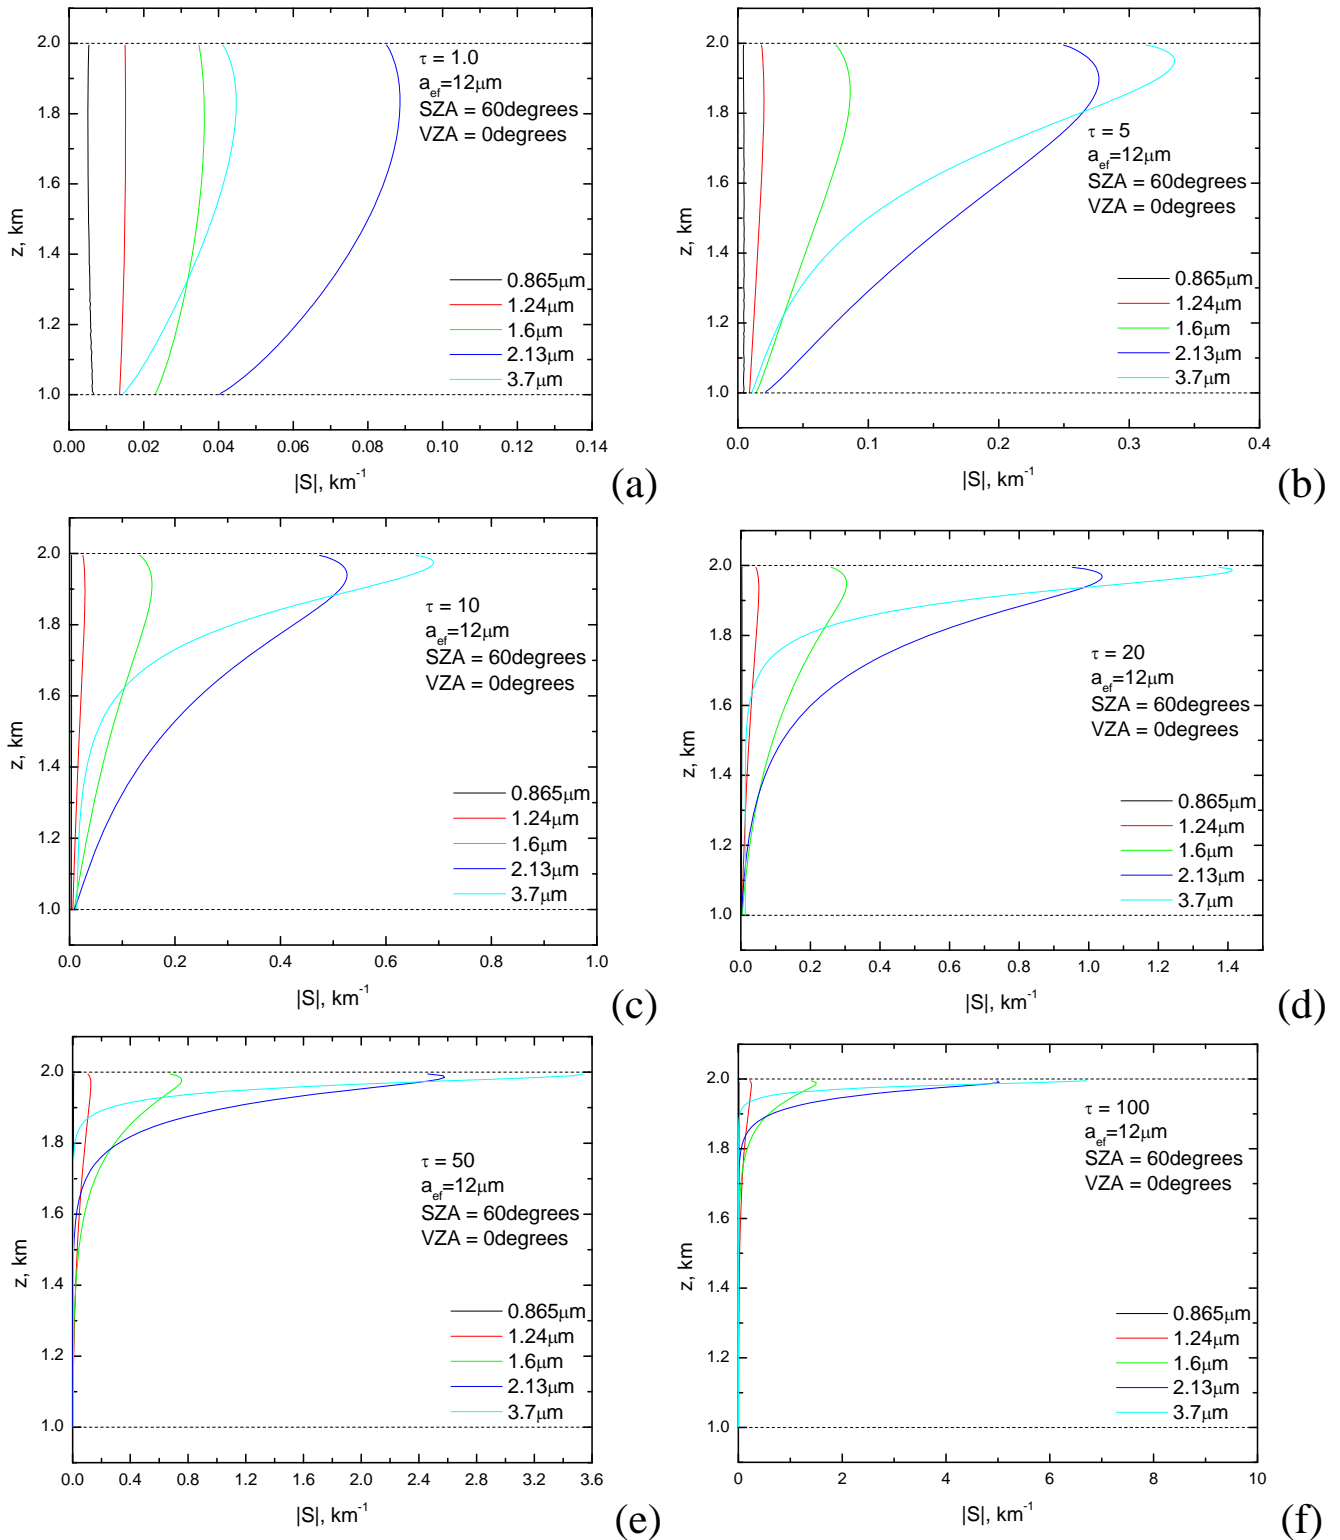 2.0
1.8
1.6
1.4
1.2
1.0
z, km
τ = 1.0
a_ef=12μm
SZA = 60degrees
VZA = 0degrees
0.865μm
1.24μm
1.6μm
2.13μm
3.7μm
0.00 0.02 0.04 0.06 0.08 0.10 0.12 0.14
|S|, km⁻¹
(a)
2.0
1.8
1.6
1.4
1.2
1.0
z, km
τ = 5
a_ef=12μm
SZA = 60degrees
VZA = 0degrees
0.865μm
1.24μm
1.6μm
2.13μm
3.7μm
0.0 0.1 0.2 0.3 0.4
|S|, km⁻¹
(b)
2.0
1.8
1.6
1.4
1.2
1.0
z, km
τ = 10
a_ef=12μm
SZA = 60degrees
VZA = 0degrees
0.865μm
1.24μm
1.6μm
2.13μm
3.7μm
0.0 0.2 0.4 0.6 0.8 1.0
|S|, km⁻¹
(c)
2.0
1.8
1.6
1.4
1.2
1.0
z, km
τ = 20
a_ef=12μm
SZA = 60degrees
VZA = 0degrees
0.865μm
1.24μm
1.6μm
2.13μm
3.7μm
0.0 0.2 0.4 0.6 0.8 1.0 1.2 1.4
|S|, km⁻¹
(d)
2.0
1.8
1.6
1.4
1.2
1.0
z, km
τ = 50
a_ef=12μm
SZA = 60degrees
VZA = 0degrees
0.865μm
1.24μm
1.6μm
2.13μm
3.7μm
0.0 0.4 0.8 1.2 1.6 2.0 2.4 2.8 3.2 3.6
|S|, km⁻¹
(e)
2.0
1.8
1.6
1.4
1.2
1.0
z, km
τ = 100
a_ef=12μm
SZA = 60degrees
VZA = 0degrees
0.865μm
1.24μm
1.6μm
2.13μm
3.7μm
0 2 4 6 8 10
|S|, km⁻¹
(f)